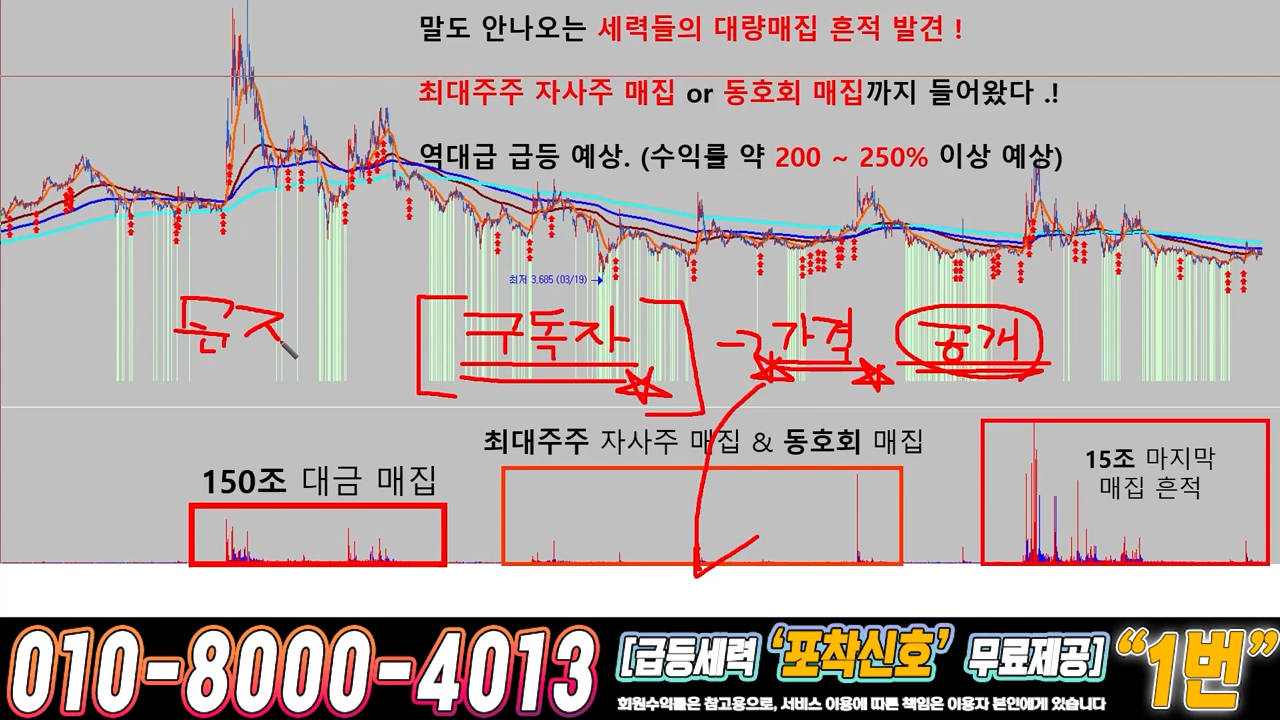 말도 안나오는 세력들의 대량매집 흔적 발견 !
최대주주 자사주 매집 or 동호회 매집까지 들어왔다 .!
역대급 급등 예상. (수익률 약 200 ~ 250% 이상 예상)
최저 3,685 (03/19)
구독자
가격 공개
최대주주 자사주 매집 & 동호회 매집
150조 대금 매집
15조 마지막
매집 흔적
010-8000-4013
[급등세력 ‘포착신호’ 무료제공] “1번”
회원수익률은 참고용으로, 서비스 이용에 따른 책임은 이용자 본인에게 있습니다